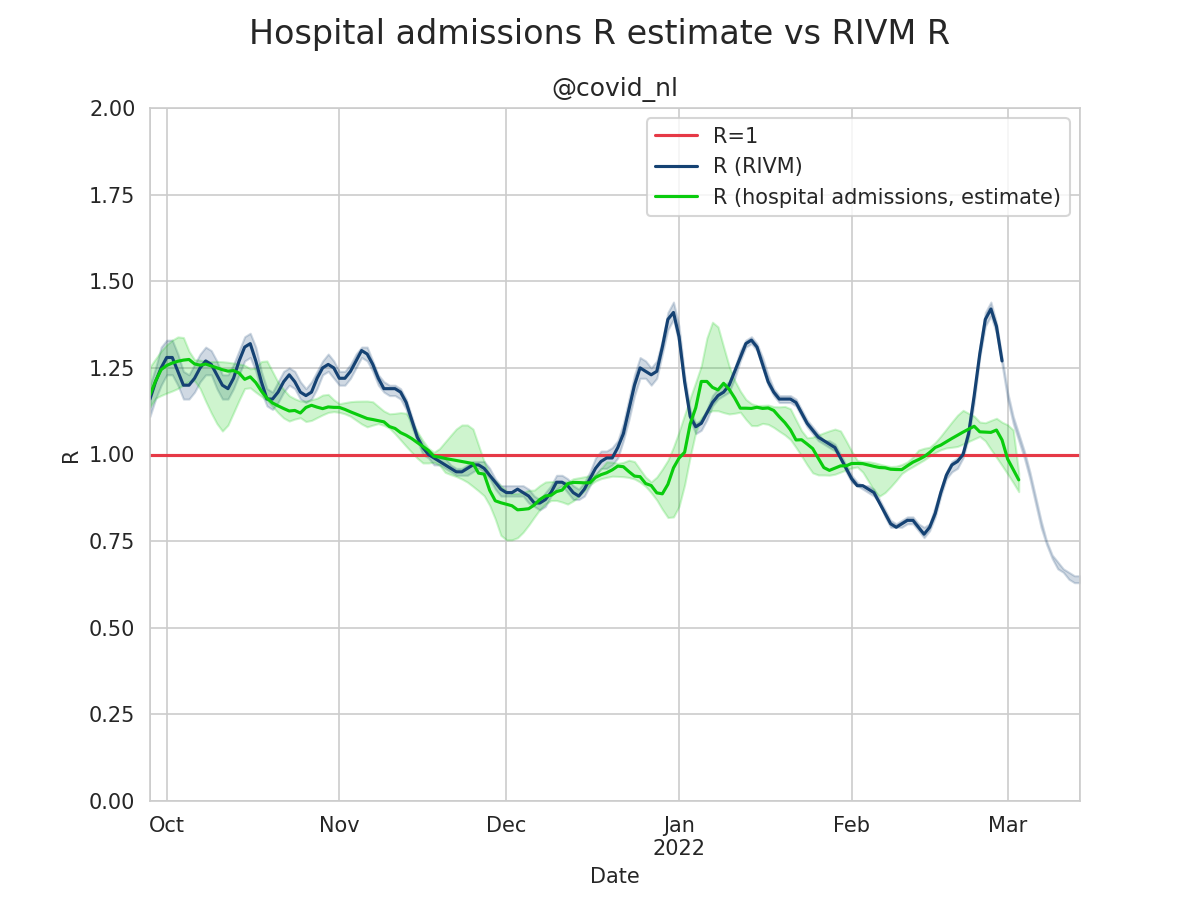 Hospital admissions R estimate vs RIVM R
@covid_nl
R=1
R (RIVM)
R (hospital admissions, estimate)
2.00
1.75
1.50
1.25
1.00
0.75
0.50
0.25
0.00
R
Oct Nov Dec Jan Feb Mar
2022
Date